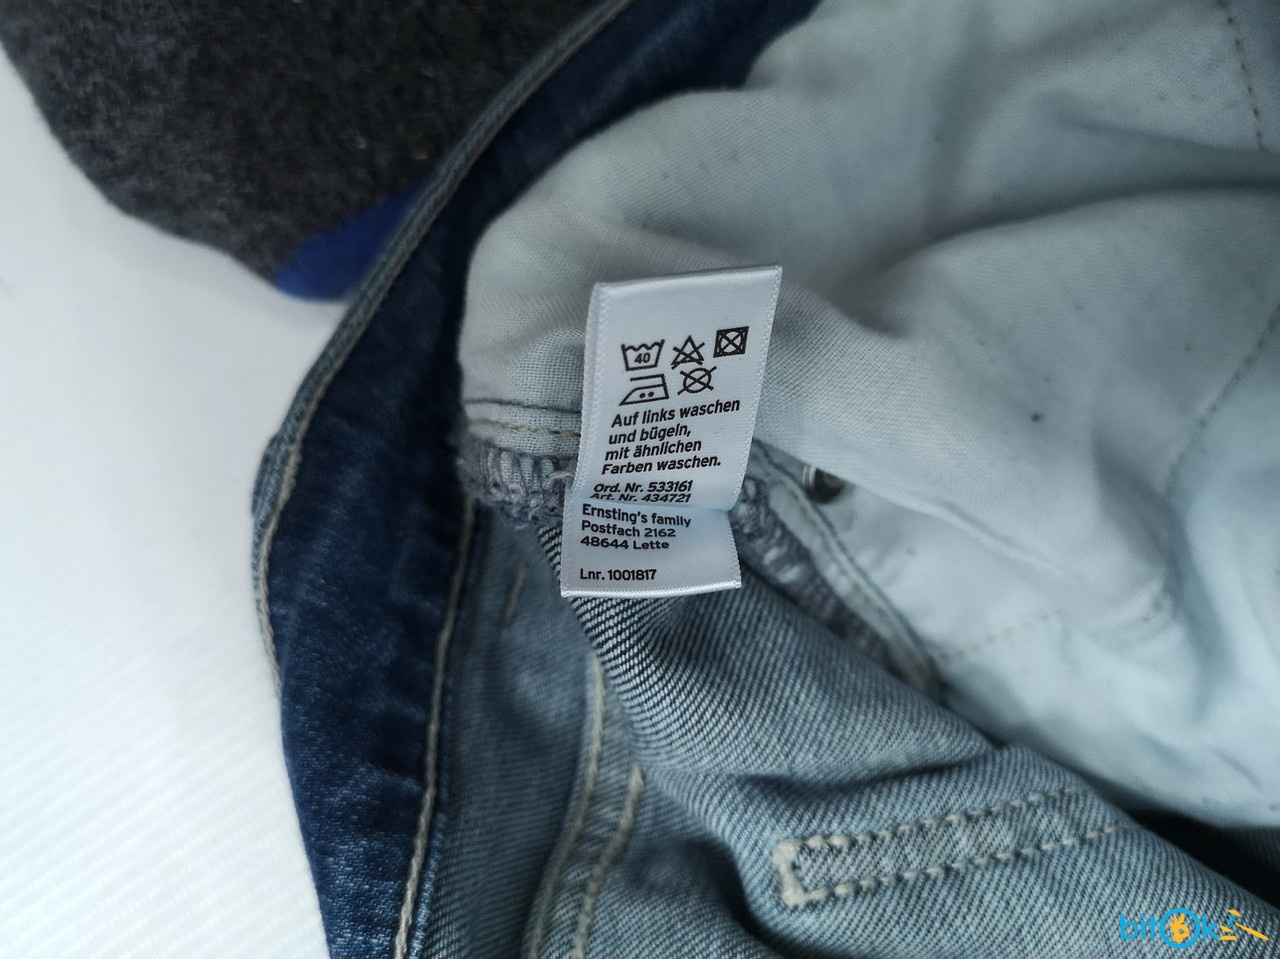 40
Auf links waschen
und bügeln,
mit ähnlichen
Farben waschen.
Ord. Nr. 533161
Art. Nr. 434721
Ernsting's family
Postfach 2162
48644 Lette
Lnr. 1001817
bitOk